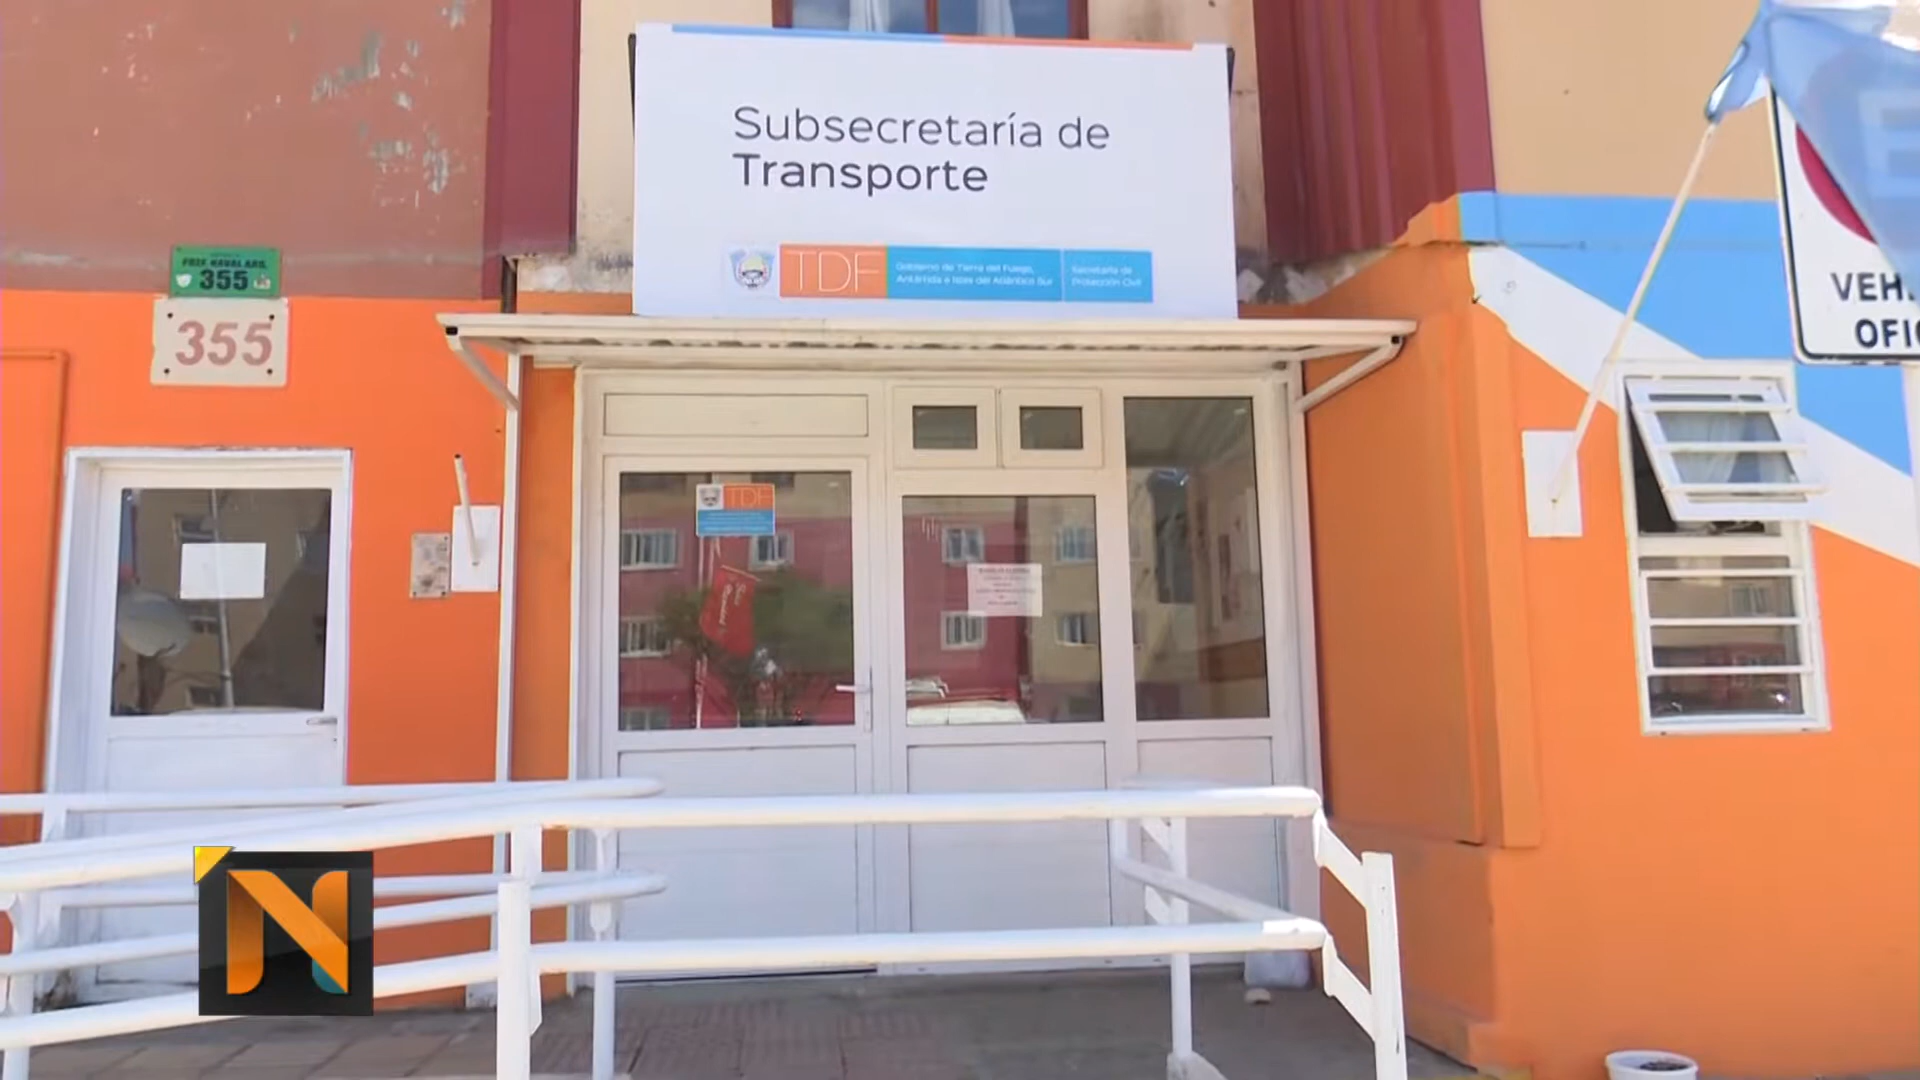 Subsecretaría de
Transporte
TDF
Gobierno de Tierra del Fuego,
Antártida e Islas del Atlántico Sur
Secretaría de
Protección Civil
355
355
TDF
VEH.
OFIC
N